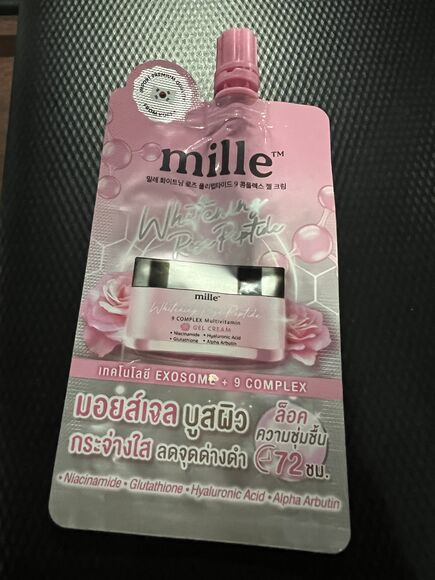 mille™
밀레 화이트닝 로즈 폴리펩타이드 9 콤플렉스 젤 크림
Whitening
Rose Peptide
mille™
Whitening Rose Peptide
9 COMPLEX Multivitamin
GEL CREAM
• Niacinamide • Hyaluronic Acid
• Glutathione • Alpha Arbutin
เทคโนโลยี EXOSOME + 9 COMPLEX
มอยส์เจล บูสผิว
กระจ่างใส ลดจุดด่างดำ
ล็อค
ความชุ่มชื้น
72 ชม.
• Niacinamide • Glutathione • Hyaluronic Acid • Alpha Arbutin